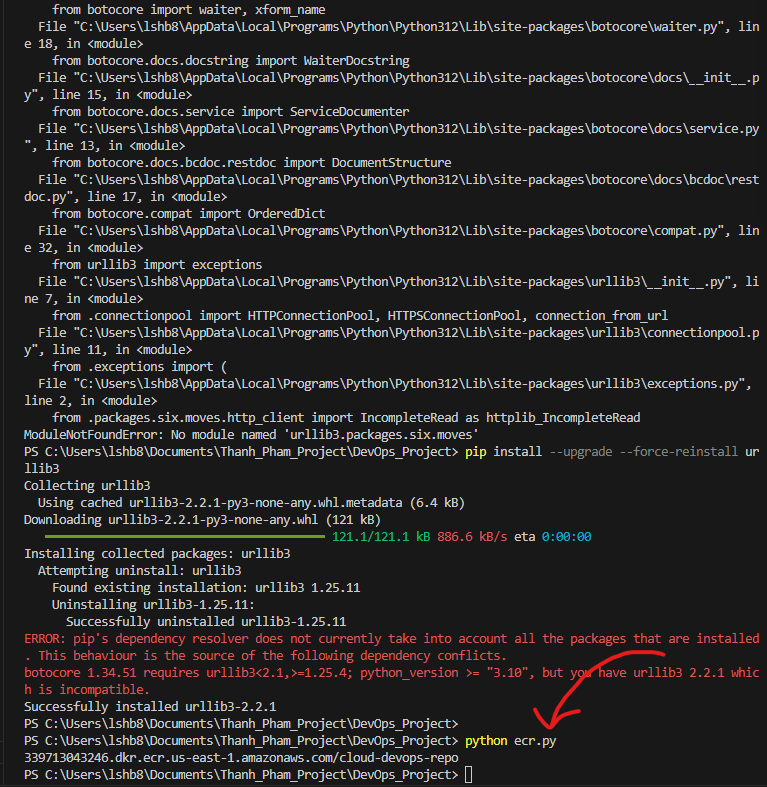 from botocore import waiter, xform_name
File "C:\Users\lshb8\AppData\Local\Programs\Python\Python312\Lib\site-packages\botocore\waiter.py", lin
e 18, in <module>
from botocore.docs.docstring import WaiterDocstring
File "C:\Users\lshb8\AppData\Local\Programs\Python\Python312\Lib\site-packages\botocore\docs\__init__.p
y", line 15, in <module>
from botocore.docs.service import ServiceDocumenter
File "C:\Users\lshb8\AppData\Local\Programs\Python\Python312\Lib\site-packages\botocore\docs\service.py
", line 13, in <module>
from botocore.docs.bcdoc.restdoc import DocumentStructure
File "C:\Users\lshb8\AppData\Local\Programs\Python\Python312\Lib\site-packages\botocore\docs\bcdoc\rest
doc.py", line 17, in <module>
from botocore.compat import OrderedDict
File "C:\Users\lshb8\AppData\Local\Programs\Python\Python312\Lib\site-packages\botocore\compat.py", lin
e 32, in <module>
from urllib3 import exceptions
File "C:\Users\lshb8\AppData\Local\Programs\Python\Python312\Lib\site-packages\urllib3\__init__.py", li
ne 7, in <module>
from .connectionpool import HTTPConnectionPool, HTTPSConnectionPool, connection_from_url
File "C:\Users\lshb8\AppData\Local\Programs\Python\Python312\Lib\site-packages\urllib3\connectionpool.p
y", line 11, in <module>
from .exceptions import (
File "C:\Users\lshb8\AppData\Local\Programs\Python\Python312\Lib\site-packages\urllib3\exceptions.py",
line 2, in <module>
from .packages.six.moves.http_client import IncompleteRead as httplib_IncompleteRead
ModuleNotFoundError: No module named 'urllib3.packages.six.moves'
PS C:\Users\lshb8\Documents\Thanh_Pham_Project\DevOps_Project> pip install --upgrade --force-reinstall ur
llib3
Collecting urllib3
Using cached urllib3-2.2.1-py3-none-any.whl.metadata (6.4 kB)
Downloading urllib3-2.2.1-py3-none-any.whl (121 kB)
121.1/121.1 kB 886.6 kB/s eta 0:00:00
Installing collected packages: urllib3
Attempting uninstall: urllib3
Found existing installation: urllib3 1.25.11
Uninstalling urllib3-1.25.11:
Successfully uninstalled urllib3-1.25.11
ERROR: pip's dependency resolver does not currently take into account all the packages that are installed
. This behaviour is the source of the following dependency conflicts.
botocore 1.34.51 requires urllib3<2.1,>=1.25.4; python_version >= "3.10", but you have urllib3 2.2.1 whic
h is incompatible.
Successfully installed urllib3-2.2.1
PS C:\Users\lshb8\Documents\Thanh_Pham_Project\DevOps_Project>
PS C:\Users\lshb8\Documents\Thanh_Pham_Project\DevOps_Project> python ecr.py
339713043246.dkr.ecr.us-east-1.amazonaws.com/cloud-devops-repo
PS C:\Users\lshb8\Documents\Thanh_Pham_Project\DevOps_Project>